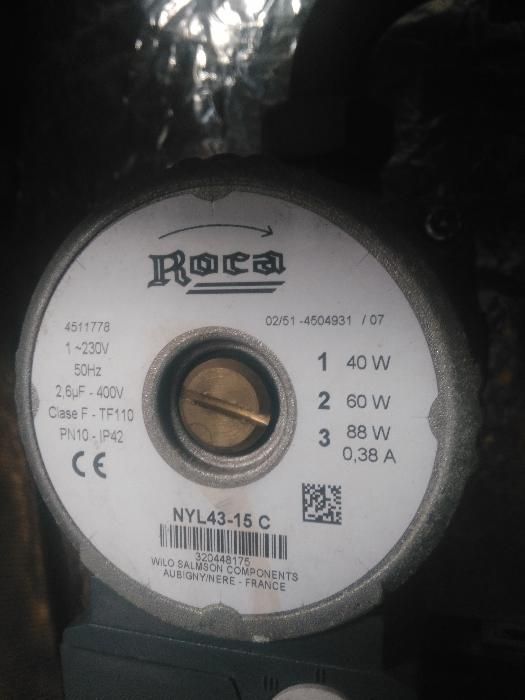 Roca
4511778
1 ~230V
50Hz
2,6µF - 400V
Clase F - TF110
PN10 - IP42
CE
02/51 -4504931 / 07
1 40 W
2 60 W
3 88 W
0,38 A
NYL43-15 C
320448175
WILO SALMSON COMPONENTS
AUBIGNY/NERE - FRANCE